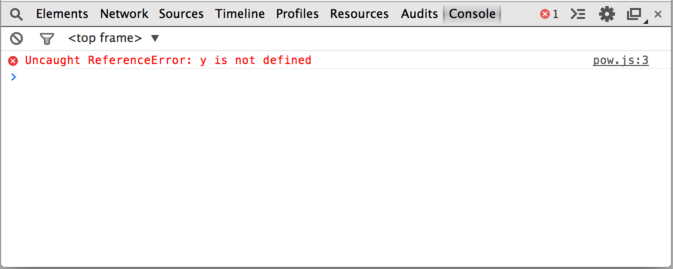 Elements Network Sources Timeline Profiles Resources Audits Console 1
<top frame>
Uncaught ReferenceError: y is not defined pow.js:3